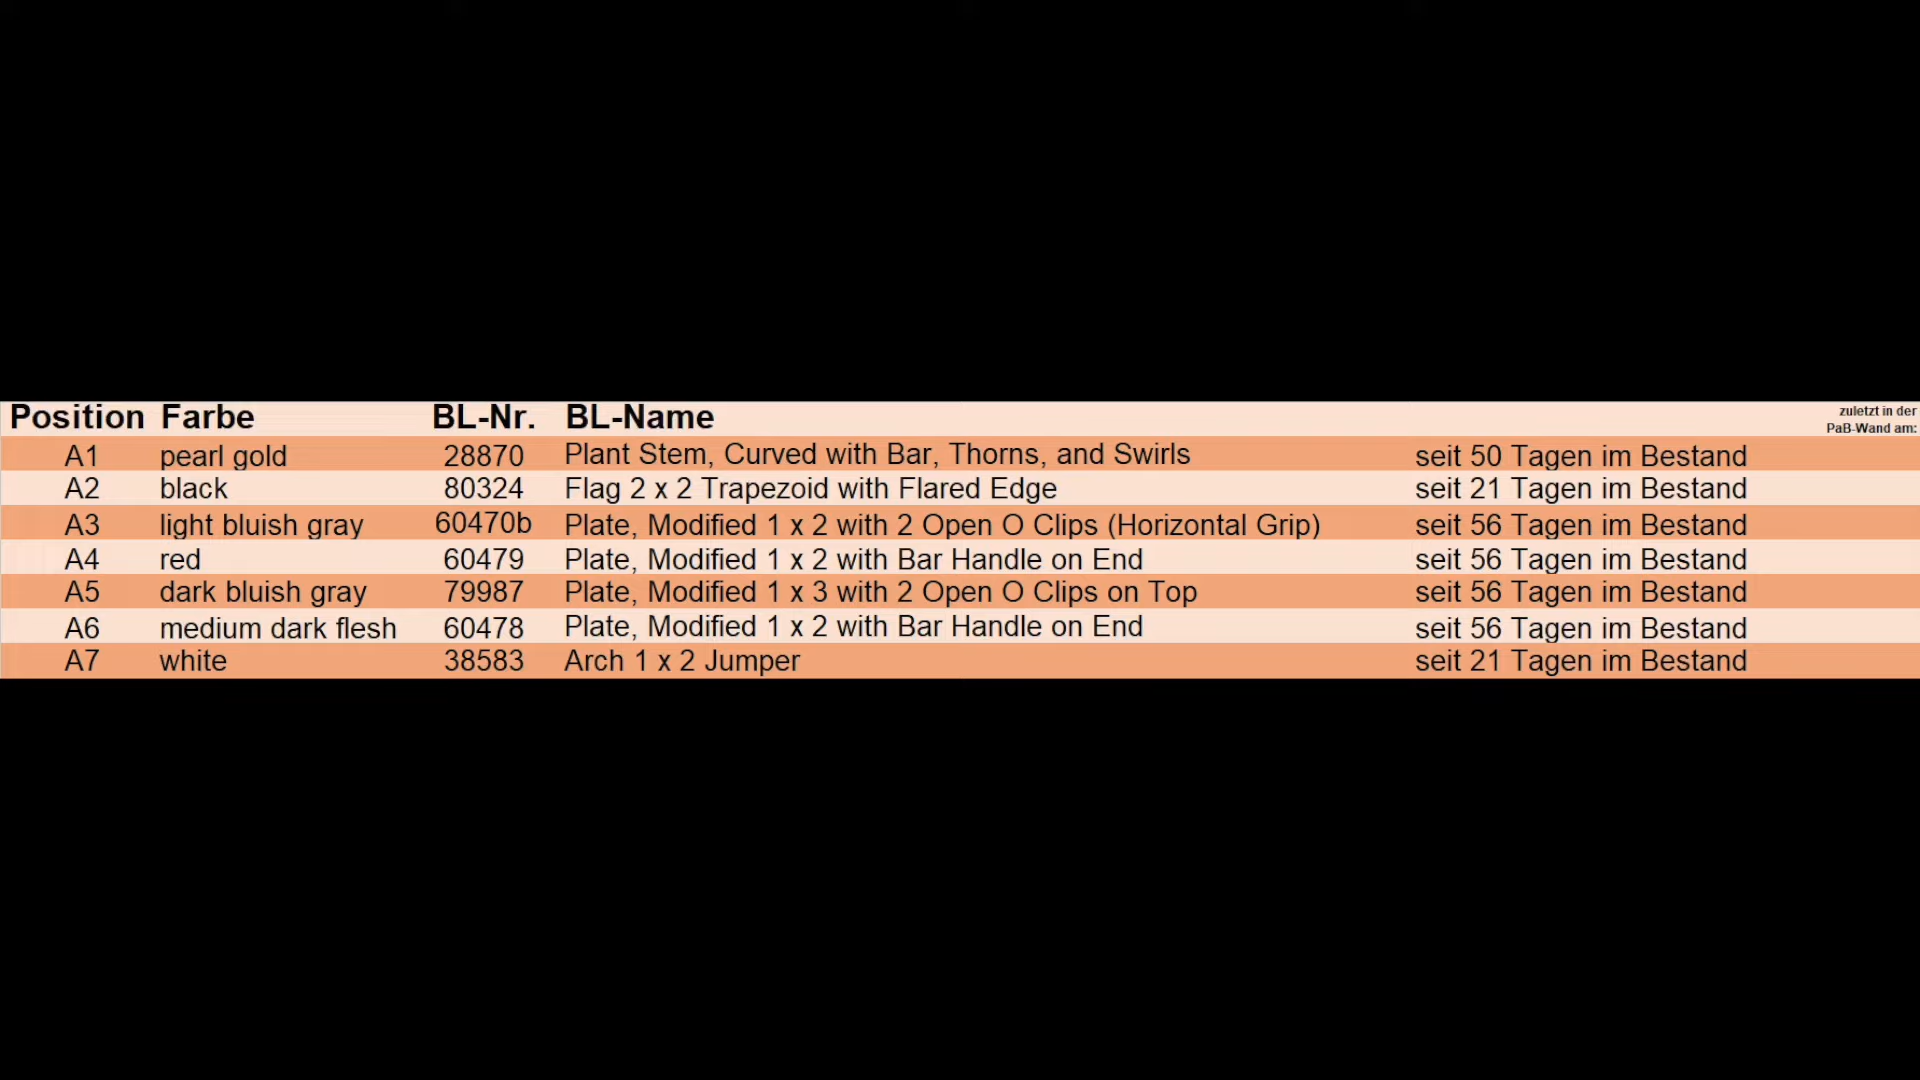 Position Farbe BL-Nr. BL-Name zuletzt in der PaB-Wand am:
A1 pearl gold 28870 Plant Stem, Curved with Bar, Thorns, and Swirls seit 50 Tagen im Bestand
A2 black 80324 Flag 2 x 2 Trapezoid with Flared Edge seit 21 Tagen im Bestand
A3 light bluish gray 60470b Plate, Modified 1 x 2 with 2 Open O Clips (Horizontal Grip) seit 56 Tagen im Bestand
A4 red 60479 Plate, Modified 1 x 2 with Bar Handle on End seit 56 Tagen im Bestand
A5 dark bluish gray 79987 Plate, Modified 1 x 3 with 2 Open O Clips on Top seit 56 Tagen im Bestand
A6 medium dark flesh 60478 Plate, Modified 1 x 2 with Bar Handle on End seit 56 Tagen im Bestand
A7 white 38583 Arch 1 x 2 Jumper seit 21 Tagen im Bestand